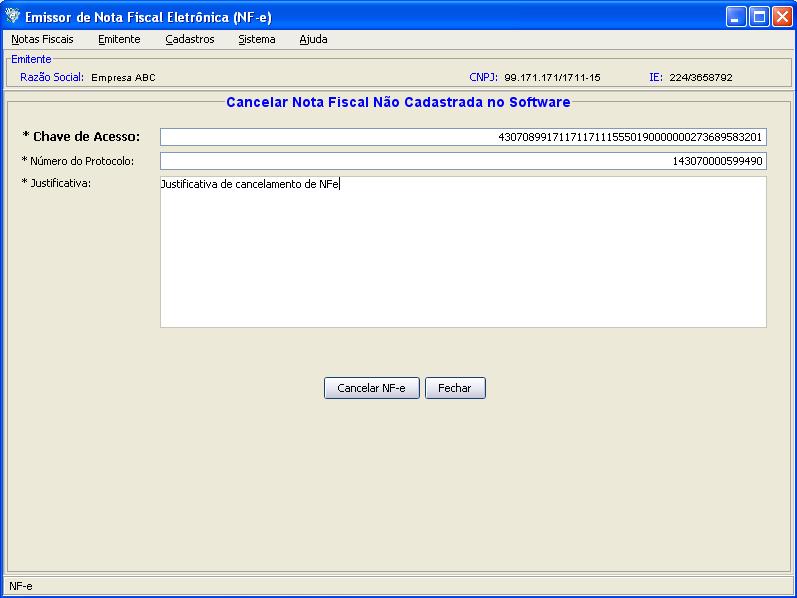 Emissor de Nota Fiscal Eletrônica (NF-e)
Notas Fiscais Emitente Cadastros Sistema Ajuda
Emitente
Razão Social: Empresa ABC CNPJ: 99.171.171/1711-15 IE: 224/3658792
Cancelar Nota Fiscal Não Cadastrada no Software
* Chave de Acesso: 43070899171171171115550190000000273689583201
* Número do Protocolo: 143070000599490
* Justificativa: Justificativa de cancelamento de NFe
Cancelar NF-e Fechar
NF-e